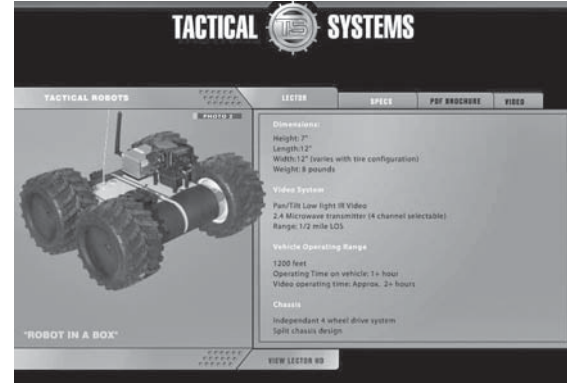 TACTICAL TS SYSTEMS
TACTICAL ROBOTS
LECTOR
SPECS
PDF BROCHURE
VIDEO
PHOTO 2
Dimensions:
Height: 7"
Length:12"
Width:12" (varies with tire configuration)
Weight: 8 pounds
Video System
Pan/Tilt Low light IR Video
2.4 Microwave transmitter (4 channel selectable)
Range: 1/2 mile LOS
Vehicle Operating Range
1200 feet
Operating Time on vehicle: 1+ hour
Video operating time: Approx. 2+ hours
Chassis
Independant 4 wheel drive system
Split chassis design
"ROBOT IN A BOX"
VIEW LECTOR HD